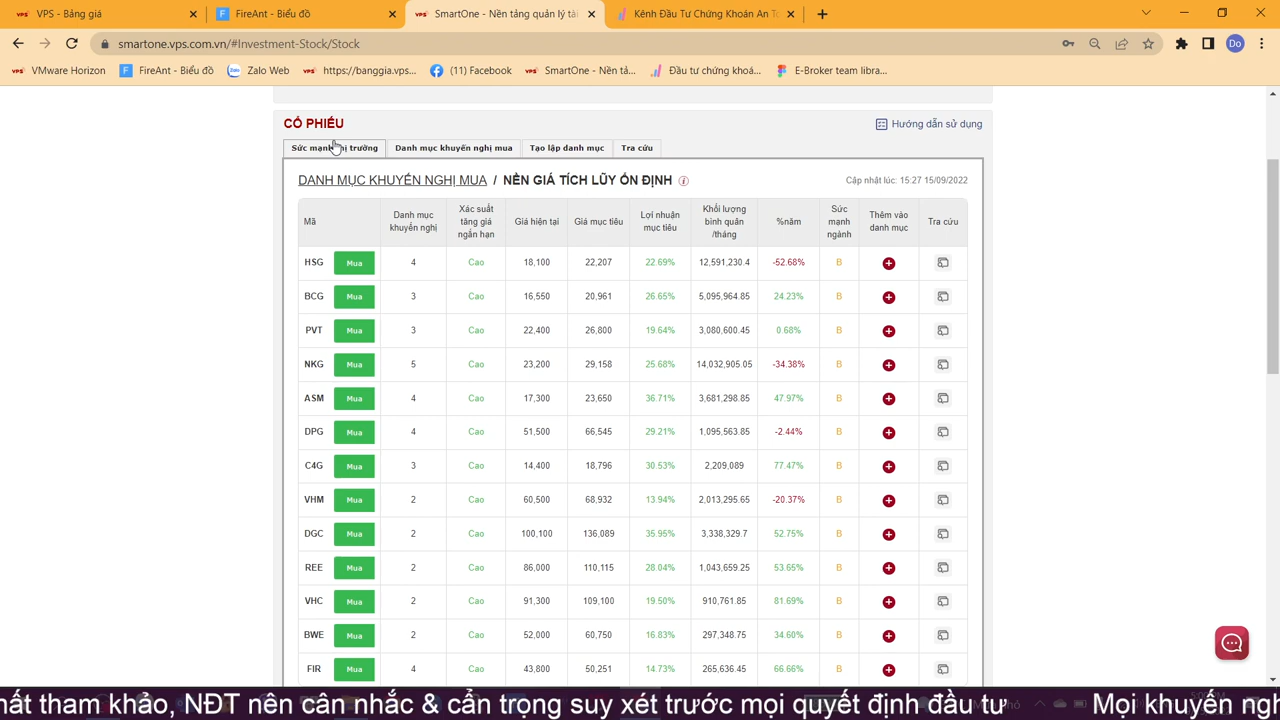 VPS - Bảng giá
FireAnt - Biểu đồ
SmartOne - Nền tảng quản lý tài
Kênh Đầu Tư Chứng Khoán An To
smartone.vps.com.vn/#Investment-Stock/Stock
Do
VMware Horizon
FireAnt - Biểu đồ
Zalo Web
https://banggia.vps...
(11) Facebook
SmartOne - Nền tả...
Đầu tư chứng khoá...
E-Broker team libra...
CỔ PHIẾU
Hướng dẫn sử dụng
Sức mạnh thị trường
Danh mục khuyến nghị mua
Tạo lập danh mục
Tra cứu
DANH MỤC KHUYẾN NGHỊ MUA / NỀN GIÁ TÍCH LŨY ỔN ĐỊNH
Cập nhật lúc: 15:27 15/09/2022
Mã Danh mục khuyến nghị Xác suất tăng giá ngắn hạn Giá hiện tại Giá mục tiêu Lợi nhuận mục tiêu Khối lượng bình quân /tháng %năm Sức mạnh ngành Thêm vào danh mục Tra cứu
HSG Mua 4 Cao 18,100 22,207 22.69% 12,591,230.4 -52.68% B
BCG Mua 3 Cao 16,550 20,961 26.65% 5,095,964.85 24.23% B
PVT Mua 3 Cao 22,400 26,800 19.64% 3,080,600.45 0.68% B
NKG Mua 5 Cao 23,200 29,158 25.68% 14,032,905.05 -34.38% B
ASM Mua 4 Cao 17,300 23,650 36.71% 3,681,298.85 47.97% B
DPG Mua 4 Cao 51,500 66,545 29.21% 1,095,563.85 -2.44% B
C4G Mua 3 Cao 14,400 18,796 30.53% 2,209,089 77.47% B
VHM Mua 2 Cao 60,500 68,932 13.94% 2,013,295.65 -20.37% B
DGC Mua 2 Cao 100,100 136,089 35.95% 3,338,329.7 52.75% B
REE Mua 2 Cao 86,000 110,115 28.04% 1,043,659.25 53.65% B
VHC Mua 2 Cao 91,300 109,100 19.50% 910,761.85 81.69% B
BWE Mua 2 Cao 52,000 60,750 16.83% 297,348.75 34.60% B
FIR Mua 4 Cao 43,800 50,251 14.73% 265,636.45 66.66% B
hất tham khảo, NĐT nên cân nhắc & cẩn trọng suy xét trước mọi quyết định đầu tư
Mọi khuyến ngh